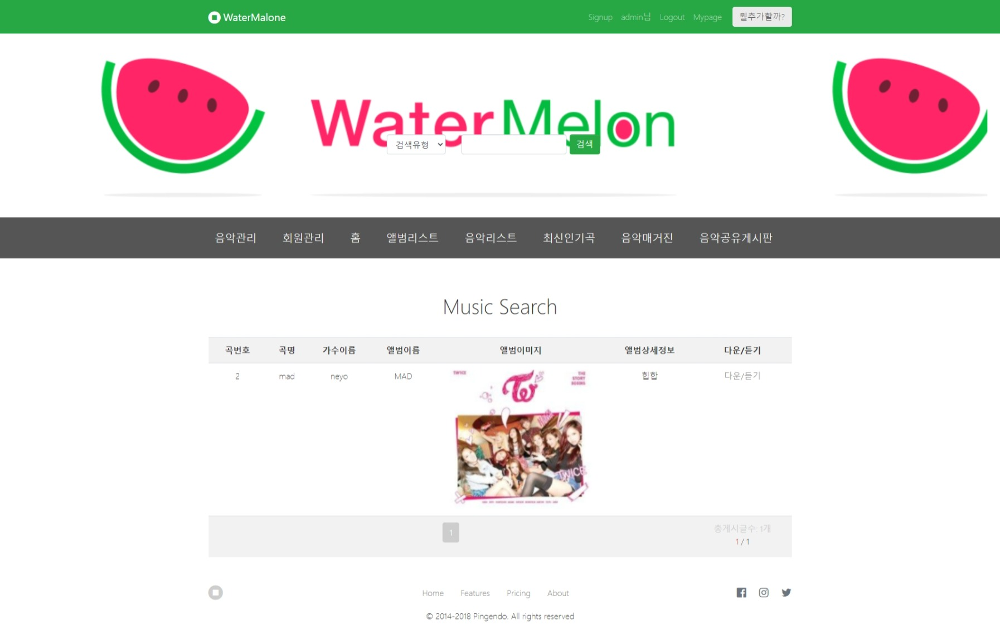 WaterMalone
Signup admin님 Logout Mypage 뭘추가할까?
WaterMelon
검색유형 검색
음악관리 회원관리 홈 앨범리스트 음악리스트 최신인기곡 음악매거진 음악공유게시판
Music Search
곡번호 곡명 가수이름 앨범이름 앨범이미지 앨범상세정보 다운/듣기
2 mad neyo MAD 힙합 다운/듣기
TWICE
THE
STORY
BEGINS
TWICE
1
총게시글수: 1개
1 / 1
Home Features Pricing About
© 2014-2018 Pingendo. All rights reserved